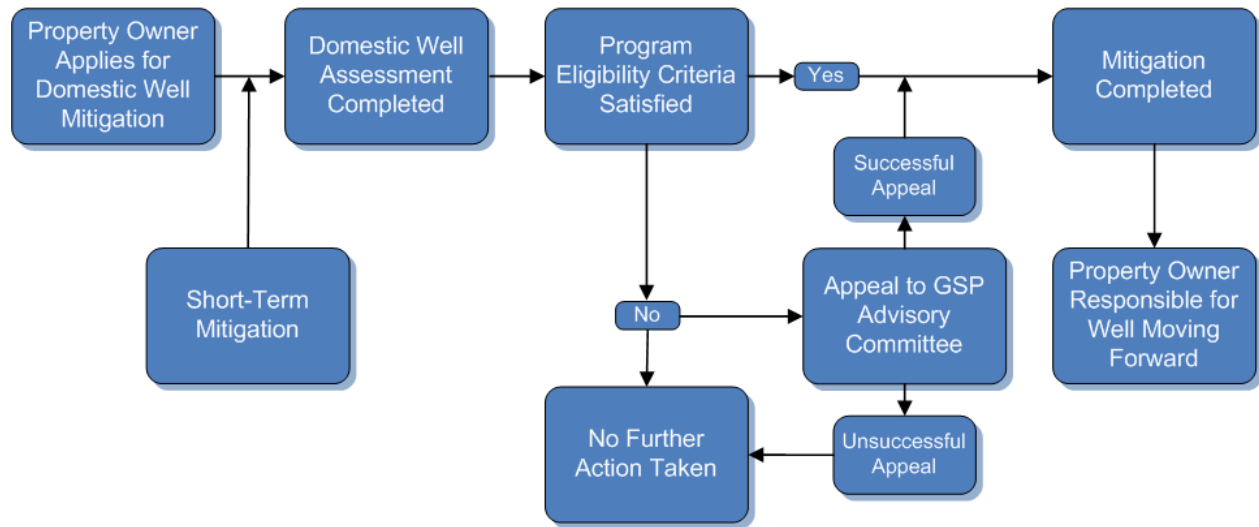 Property Owner
Applies for
Domestic Well
Mitigation
Domestic Well
Assessment
Completed
Program
Eligibility Criteria
Satisfied
Yes
Mitigation
Completed
Successful
Appeal
Short-Term
Mitigation
No
Appeal to GSP
Advisory
Committee
Property Owner
Responsible for
Well Moving
Forward
No Further
Action Taken
Unsuccessful
Appeal